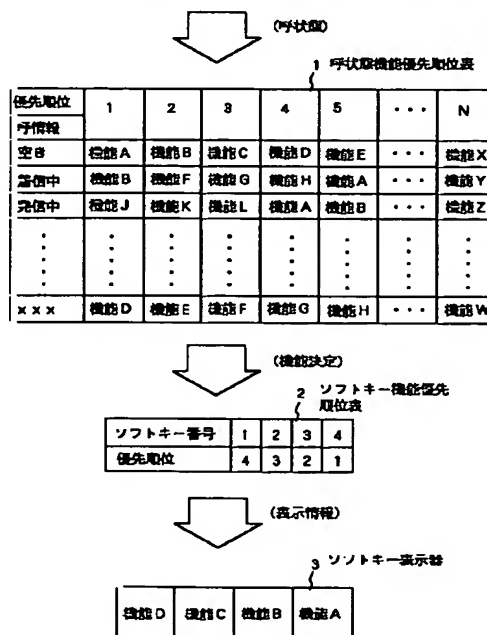 (呼状態)
1 呼状態機能優先順位表
優先順位 1 2 3 4 5 ・・・ N
呼情報
空き 機能A 機能B 機能C 機能D 機能E ・・・ 機能X
着信中 機能B 機能F 機能G 機能H 機能A ・・・ 機能Y
発信中 機能J 機能K 機能L 機能A 機能B ・・・ 機能Z
××× 機能D 機能E 機能F 機能G 機能H ・・・ 機能W
(機能決定)
2 ソフトキー機能優先
順位表
ソフトキー番号 1 2 3 4
優先順位 4 3 2 1
(表示情報)
3 ソフトキー表示器
機能D 機能C 機能B 機能A